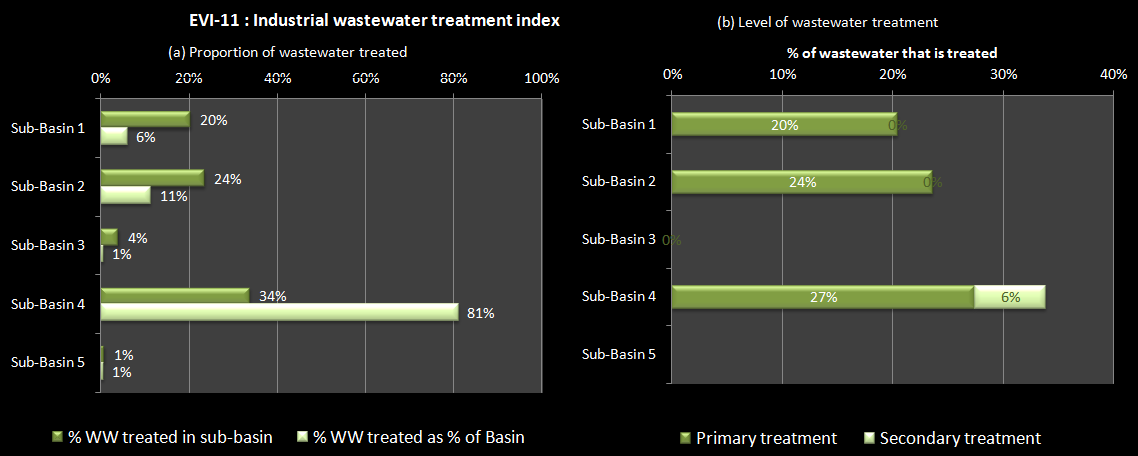 EVI-11 : Industrial wastewater treatment index
(a) Proportion of wastewater treated
0% 20% 40% 60% 80% 100%
Sub-Basin 1 20% 6%
Sub-Basin 2 24% 11%
Sub-Basin 3 4% 1%
Sub-Basin 4 34% 81%
Sub-Basin 5 1% 1%
% WW treated in sub-basin % WW treated as % of Basin
(b) Level of wastewater treatment
% of wastewater that is treated
0% 10% 20% 30% 40%
Sub-Basin 1 20% 0%
Sub-Basin 2 24% 0%
Sub-Basin 3 0%
Sub-Basin 4 27% 6%
Sub-Basin 5
Primary treatment Secondary treatment